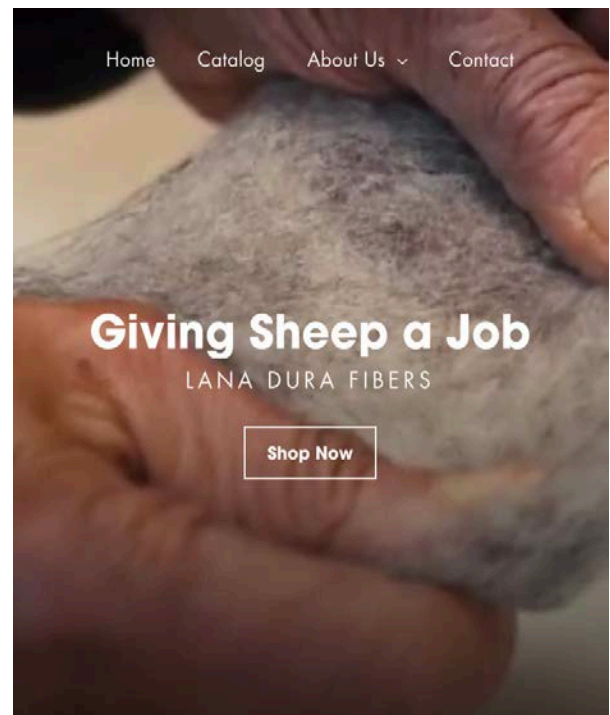 Home Catalog About Us Contact
Giving Sheep a Job
LANA DURA FIBERS
Shop Now